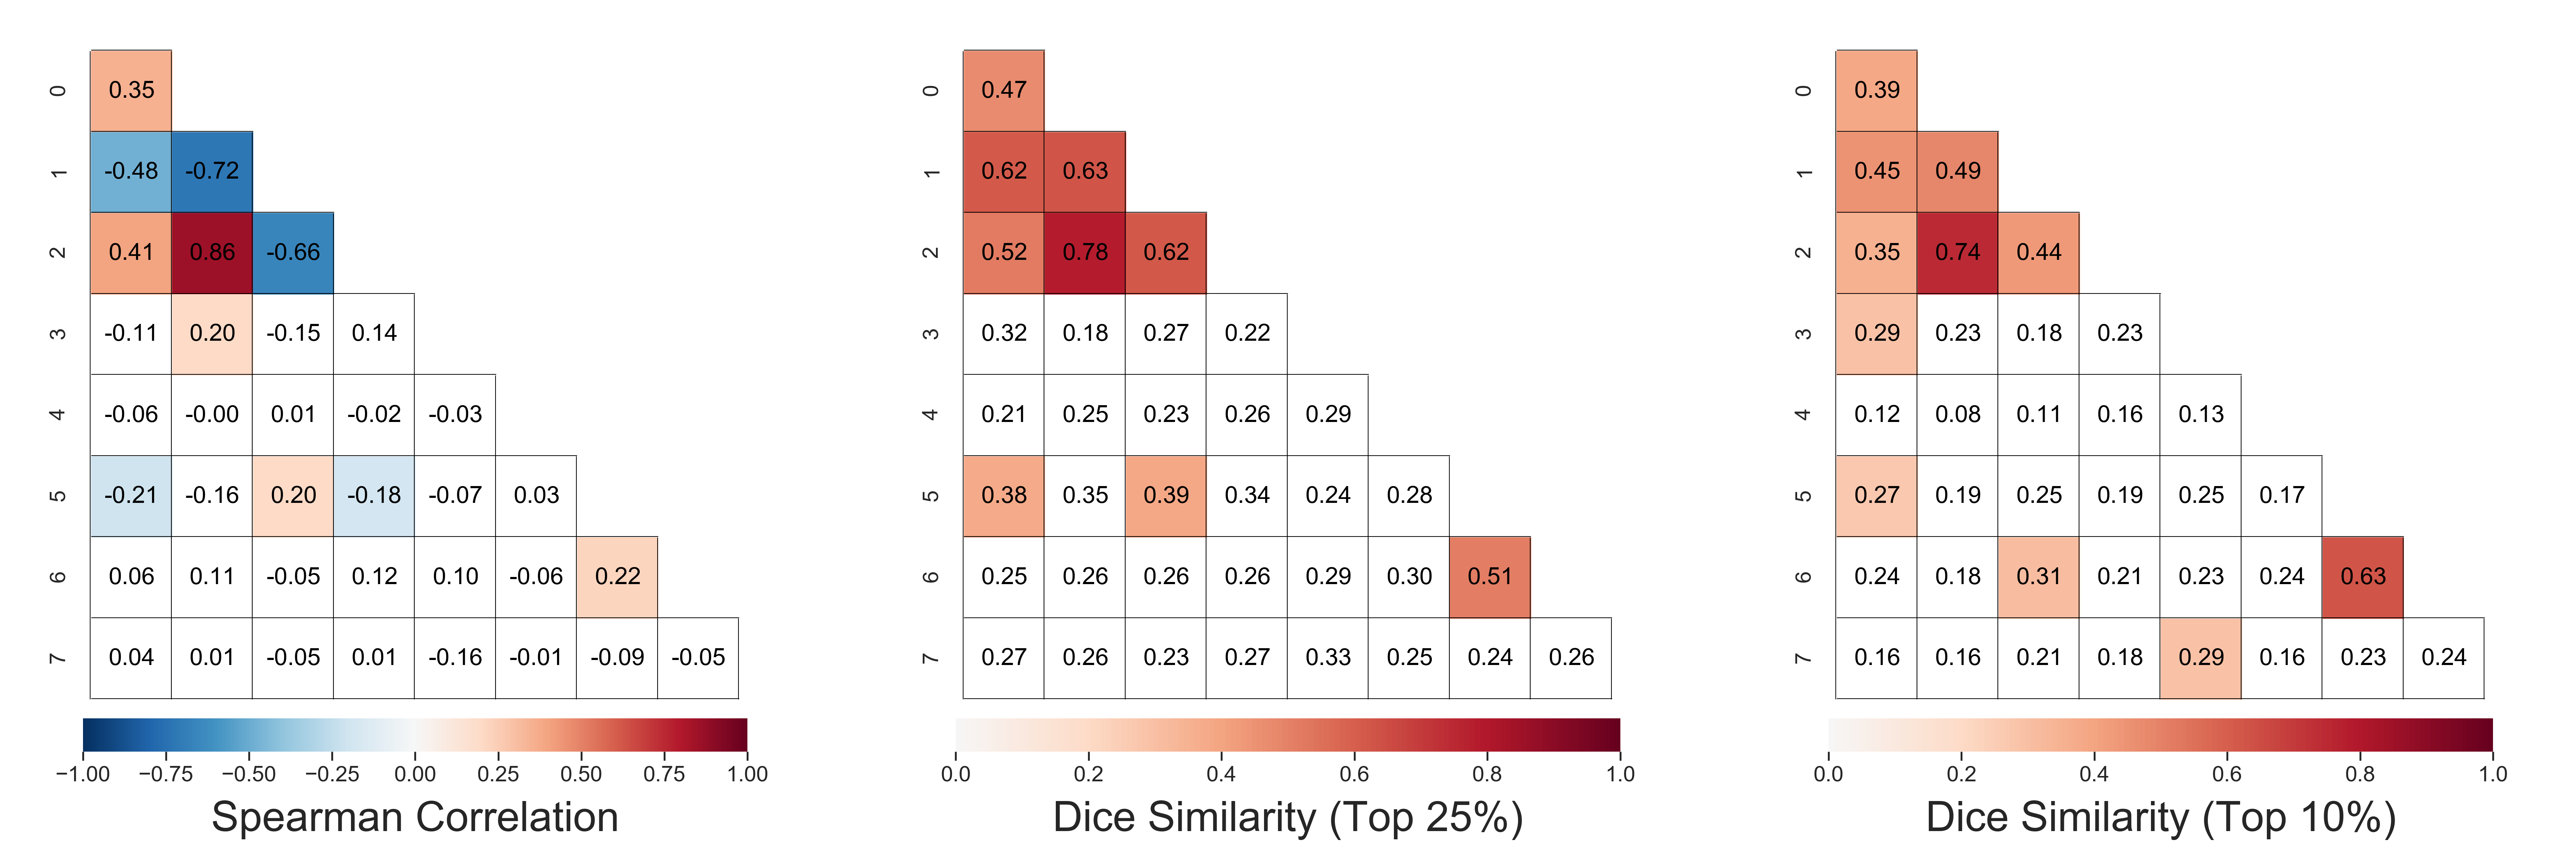 0 0.35
1 -0.48 -0.72
2 0.41 0.86 -0.66
3 -0.11 0.20 -0.15 0.14
4 -0.06 -0.00 0.01 -0.02 -0.03
5 -0.21 -0.16 0.20 -0.18 -0.07 0.03
6 0.06 0.11 -0.05 0.12 0.10 -0.06 0.22
7 0.04 0.01 -0.05 0.01 -0.16 -0.01 -0.09 -0.05
−1.00 −0.75 −0.50 −0.25 0.00 0.25 0.50 0.75 1.00
Spearman Correlation
0 0.47
1 0.62 0.63
2 0.52 0.78 0.62
3 0.32 0.18 0.27 0.22
4 0.21 0.25 0.23 0.26 0.29
5 0.38 0.35 0.39 0.34 0.24 0.28
6 0.25 0.26 0.26 0.26 0.29 0.30 0.51
7 0.27 0.26 0.23 0.27 0.33 0.25 0.24 0.26
0.0 0.2 0.4 0.6 0.8 1.0
Dice Similarity (Top 25%)
0 0.39
1 0.45 0.49
2 0.35 0.74 0.44
3 0.29 0.23 0.18 0.23
4 0.12 0.08 0.11 0.16 0.13
5 0.27 0.19 0.25 0.19 0.25 0.17
6 0.24 0.18 0.31 0.21 0.23 0.24 0.63
7 0.16 0.16 0.21 0.18 0.29 0.16 0.23 0.24
0.0 0.2 0.4 0.6 0.8 1.0
Dice Similarity (Top 10%)